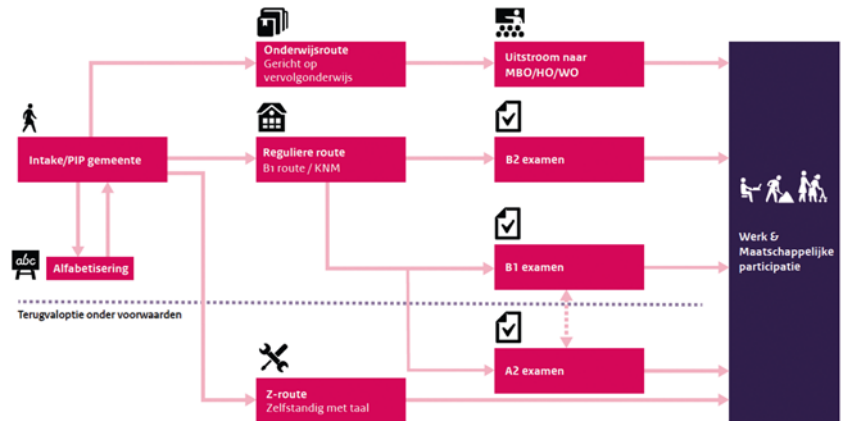 Onderwijsroute
Gericht op
vervolgonderwijs
Uitstroom naar
MBO/HO/WO
Intake/PIP gemeente
Reguliere route
B1 route / KNM
B2 examen
abc
Alfabetisering
B1 examen
Werk &
Maatschappelijke
participatie
Terugvaloptie onder voorwaarden
A2 examen
Z-route
Zelfstandig met taal